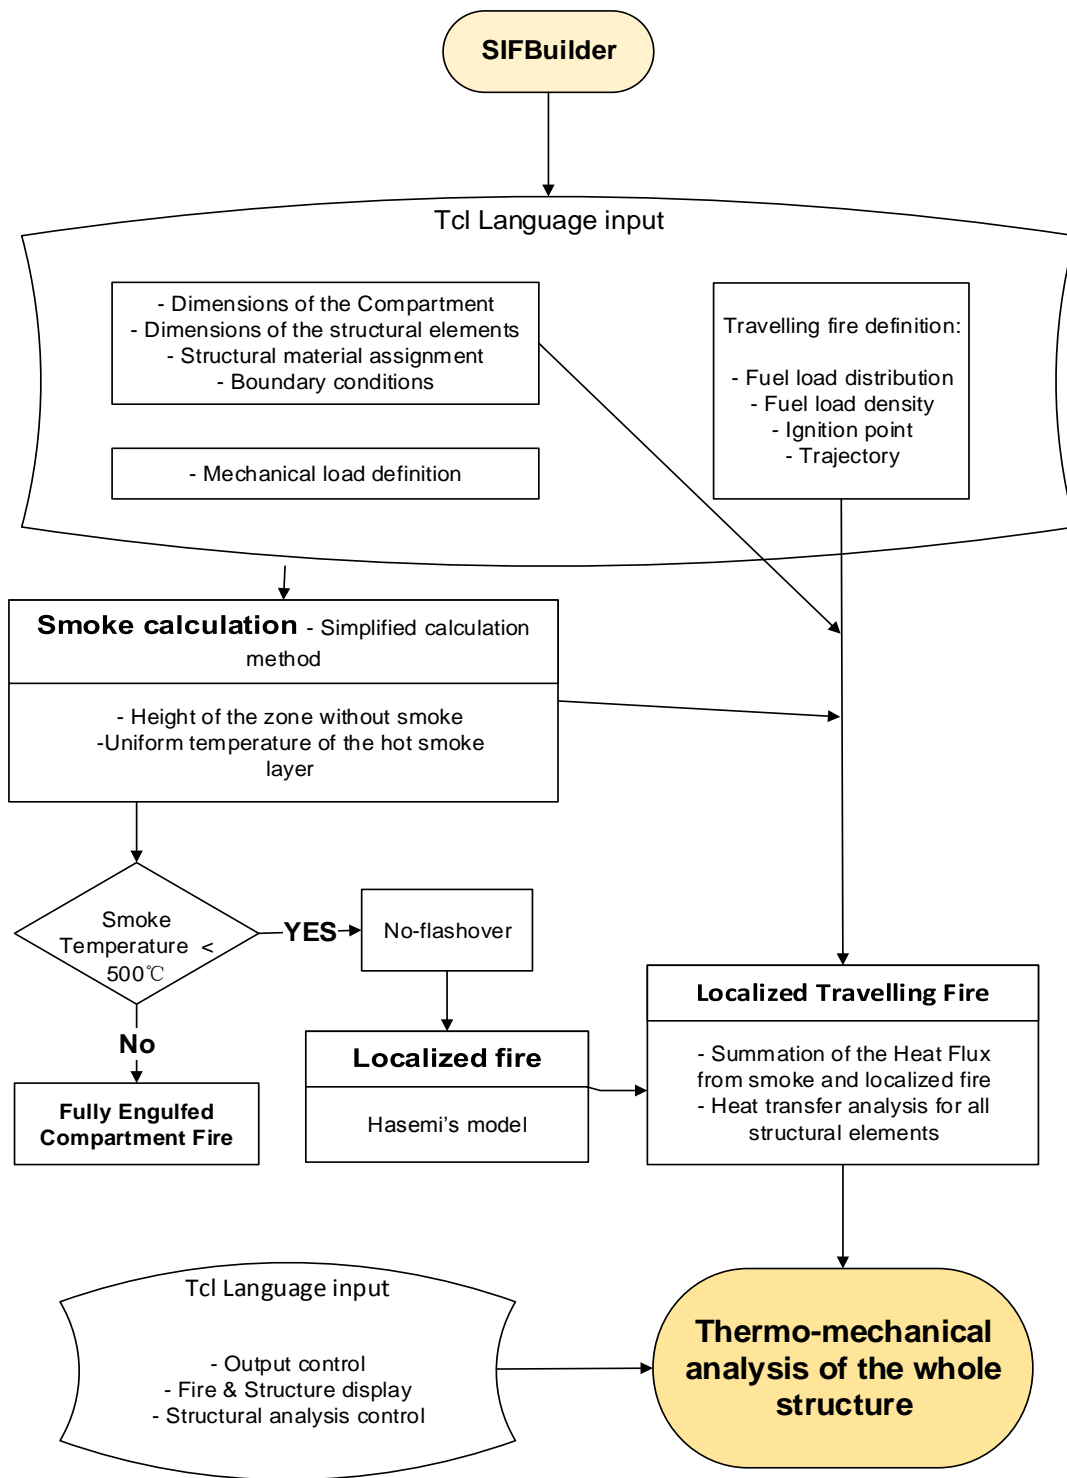 SIFBuilder
Tcl Language input
- Dimensions of the Compartment
- Dimensions of the structural elements
- Structural material assignment
- Boundary conditions
- Mechanical load definition
Travelling fire definition:
- Fuel load distribution
- Fuel load density
- Ignition point
- Trajectory
Smoke calculation - Simplified calculation
method
- Height of the zone without smoke
-Uniform temperature of the hot smoke
layer
Smoke
Temperature <
500℃
YES
No-flashover
No
Fully Engulfed
Compartment Fire
Localized fire
Hasemi's model
Localized Travelling Fire
- Summation of the Heat Flux
from smoke and localized fire
- Heat transfer analysis for all
structural elements
Tcl Language input
- Output control
- Fire & Structure display
- Structural analysis control
Thermo-mechanical
analysis of the whole
structure